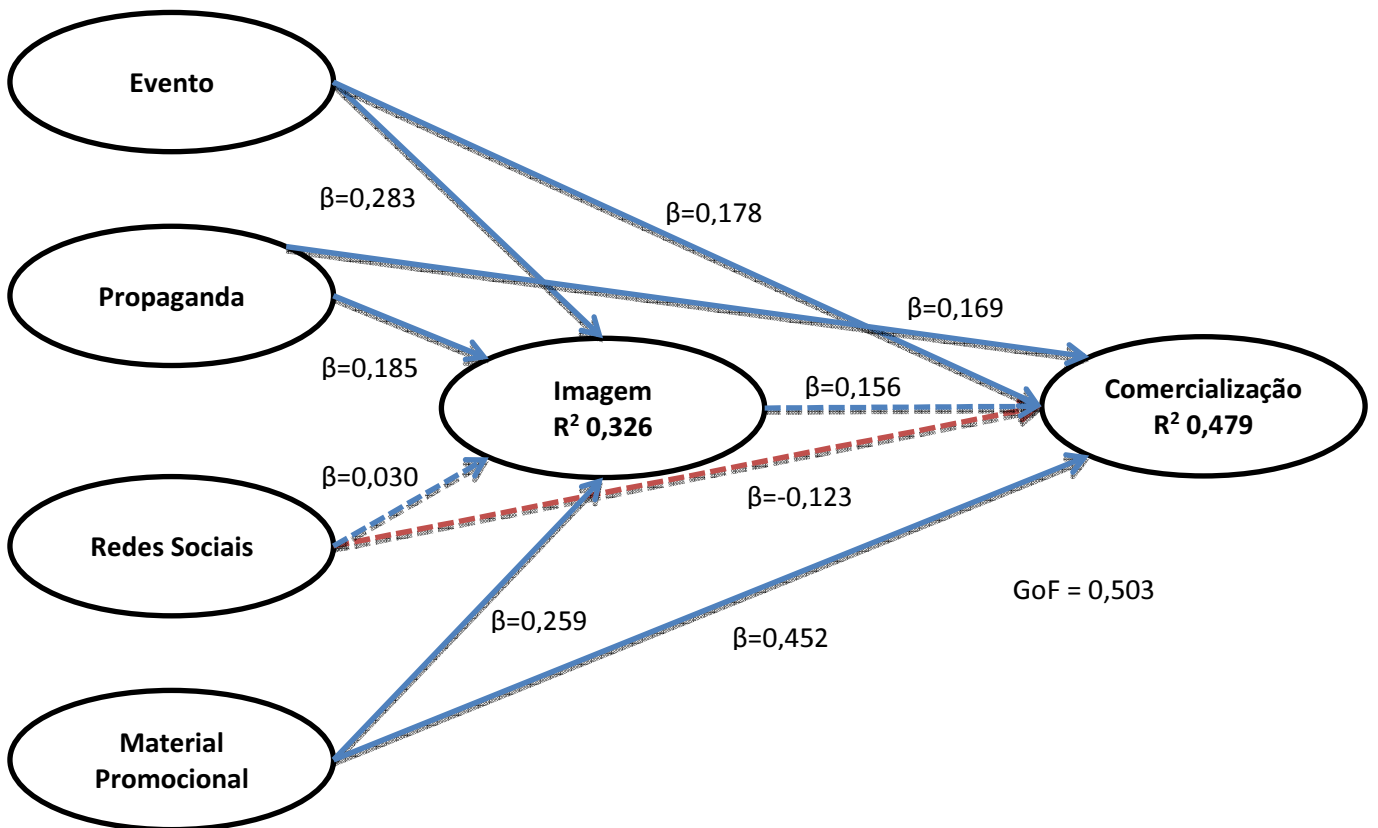 Evento
β=0,283
β=0,178
Propaganda
β=0,169
β=0,185
Imagem
R² 0,326
β=0,156
Comercialização
R² 0,479
β=0,030
β=-0,123
Redes Sociais
GoF = 0,503
β=0,259
β=0,452
Material
Promocional